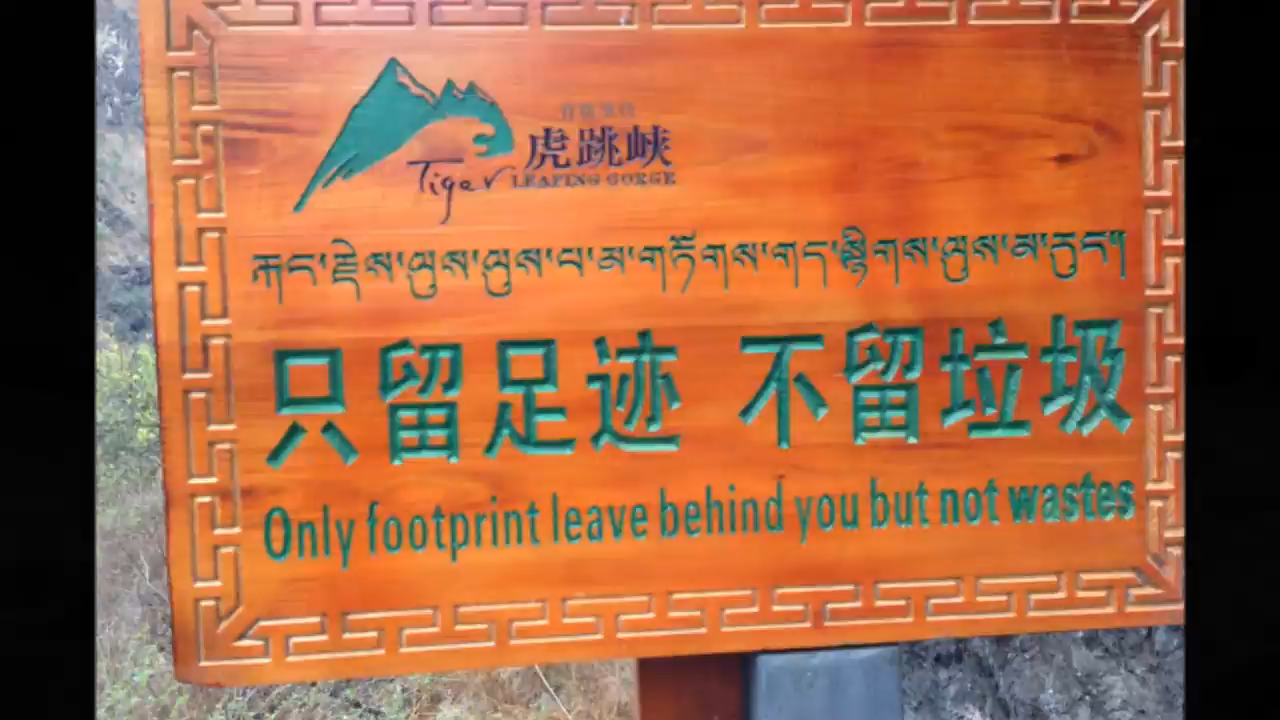 虎跳峡
Tiger LEAPING GORGE
རྐང་རྗེས་ལུས་ལུས་པ་མ་གཏོགས་གད་སྙིགས་ལུས་མ་དུང༌།
只留足迹 不留垃圾
Only footprint leave behind you but not wastes